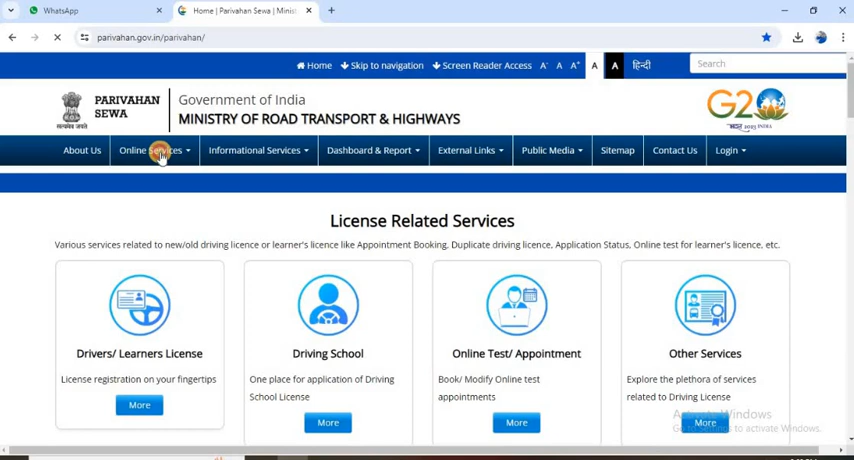 WhatsApp
Home | Parivahan Sewa | Minist
parivahan.gov.in/parivahan/
Home Skip to navigation Screen Reader Access A- A A+ A A हिन्दी Search
सत्यमेव जयते
PARIVAHAN
SEWA
Government of India
MINISTRY OF ROAD TRANSPORT & HIGHWAYS
G20
भारत 2023 INDIA
About Us Online Services Informational Services Dashboard & Report External Links Public Media Sitemap Contact Us Login
License Related Services
Various services related to new/old driving licence or learner's licence like Appointment Booking, Duplicate driving licence, Application Status, Online test for learner's licence, etc.
Drivers/ Learners License
License registration on your fingertips
More
Driving School
One place for application of Driving
School License
More
Online Test/ Appointment
Book/ Modify Online test
appointments
More
Other Services
Explore the plethora of services
related to Driving License
More
Activate Windows
Go to Settings to activate Windows.